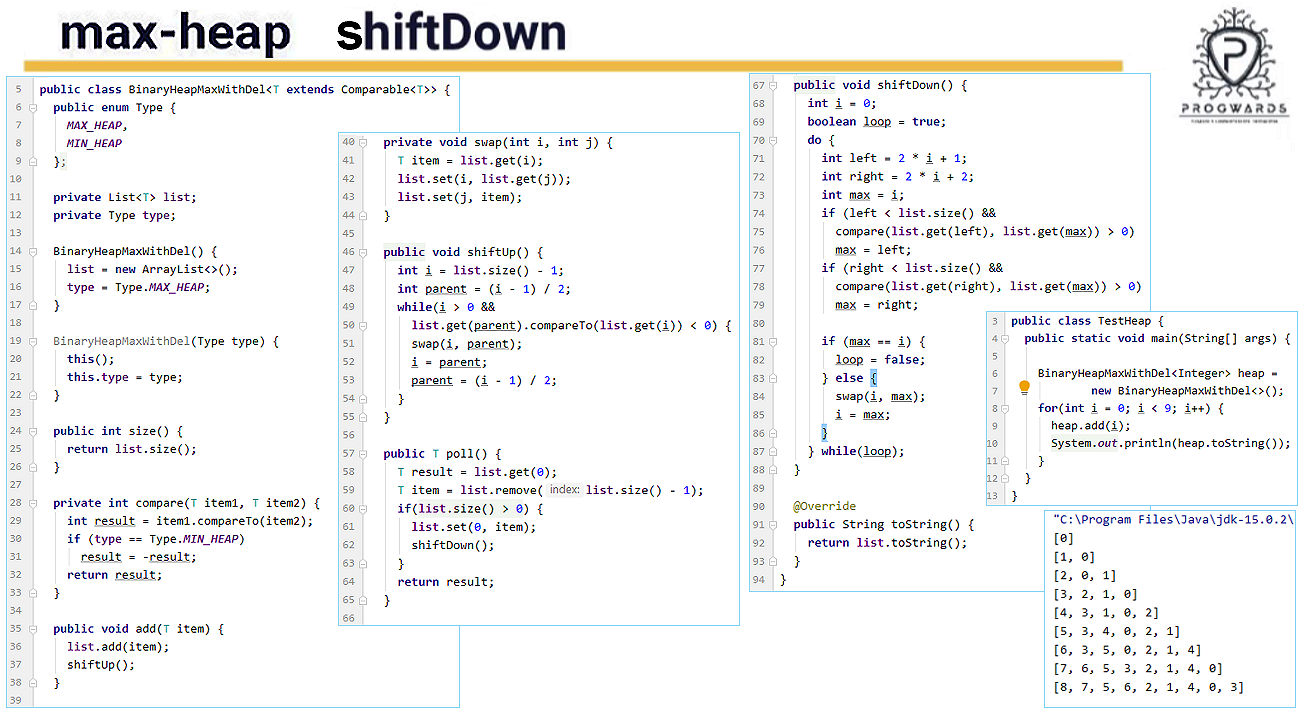 max-heap shiftDown
PROGWARDS
5 public class BinaryHeapMaxWithDel<T extends Comparable<T>> {
6 public enum Type {
7 MAX_HEAP,
8 MIN_HEAP
9 };
10
11 private List<T> list;
12 private Type type;
13
14 BinaryHeapMaxWithDel() {
15 list = new ArrayList<>();
16 type = Type.MAX_HEAP;
17 }
18
19 BinaryHeapMaxWithDel(Type type) {
20 this();
21 this.type = type;
22 }
23
24 public int size() {
25 return list.size();
26 }
27
28 private int compare(T item1, T item2) {
29 int result = item1.compareTo(item2);
30 if (type == Type.MIN_HEAP)
31 result = -result;
32 return result;
33 }
34
35 public void add(T item) {
36 list.add(item);
37 shiftUp();
38 }
39
40 private void swap(int i, int j) {
41 T item = list.get(i);
42 list.set(i, list.get(j));
43 list.set(j, item);
44 }
45
46 public void shiftUp() {
47 int i = list.size() - 1;
48 int parent = (i - 1) / 2;
49 while(i > 0 &&
50 list.get(parent).compareTo(list.get(i)) < 0) {
51 swap(i, parent);
52 i = parent;
53 parent = (i - 1) / 2;
54 }
55 }
56
57 public T poll() {
58 T result = list.get(0);
59 T item = list.remove( index: list.size() - 1);
60 if(list.size() > 0) {
61 list.set(0, item);
62 shiftDown();
63 }
64 return result;
65 }
66
67 public void shiftDown() {
68 int i = 0;
69 boolean loop = true;
70 do {
71 int left = 2 * i + 1;
72 int right = 2 * i + 2;
73 int max = i;
74 if (left < list.size() &&
75 compare(list.get(left), list.get(max)) > 0)
76 max = left;
77 if (right < list.size() &&
78 compare(list.get(right), list.get(max)) > 0)
79 max = right;
80
81 if (max == i) {
82 loop = false;
83 } else {
84 swap(i, max);
85 i = max;
86 }
87 } while(loop);
88 }
89
90 @Override
91 public String toString() {
92 return list.toString();
93 }
94 }
3 public class TestHeap {
4 public static void main(String[] args) {
5
6 BinaryHeapMaxWithDel<Integer> heap =
7 new BinaryHeapMaxWithDel<>();
8 for(int i = 0; i < 9; i++) {
9 heap.add(i);
10 System.out.println(heap.toString());
11 }
12 }
13 }
"C:\Program Files\Java\jdk-15.0.2\
[0]
[1, 0]
[2, 0, 1]
[3, 2, 1, 0]
[4, 3, 1, 0, 2]
[5, 3, 4, 0, 2, 1]
[6, 3, 5, 0, 2, 1, 4]
[7, 6, 5, 3, 2, 1, 4, 0]
[8, 7, 5, 6, 2, 1, 4, 0, 3]